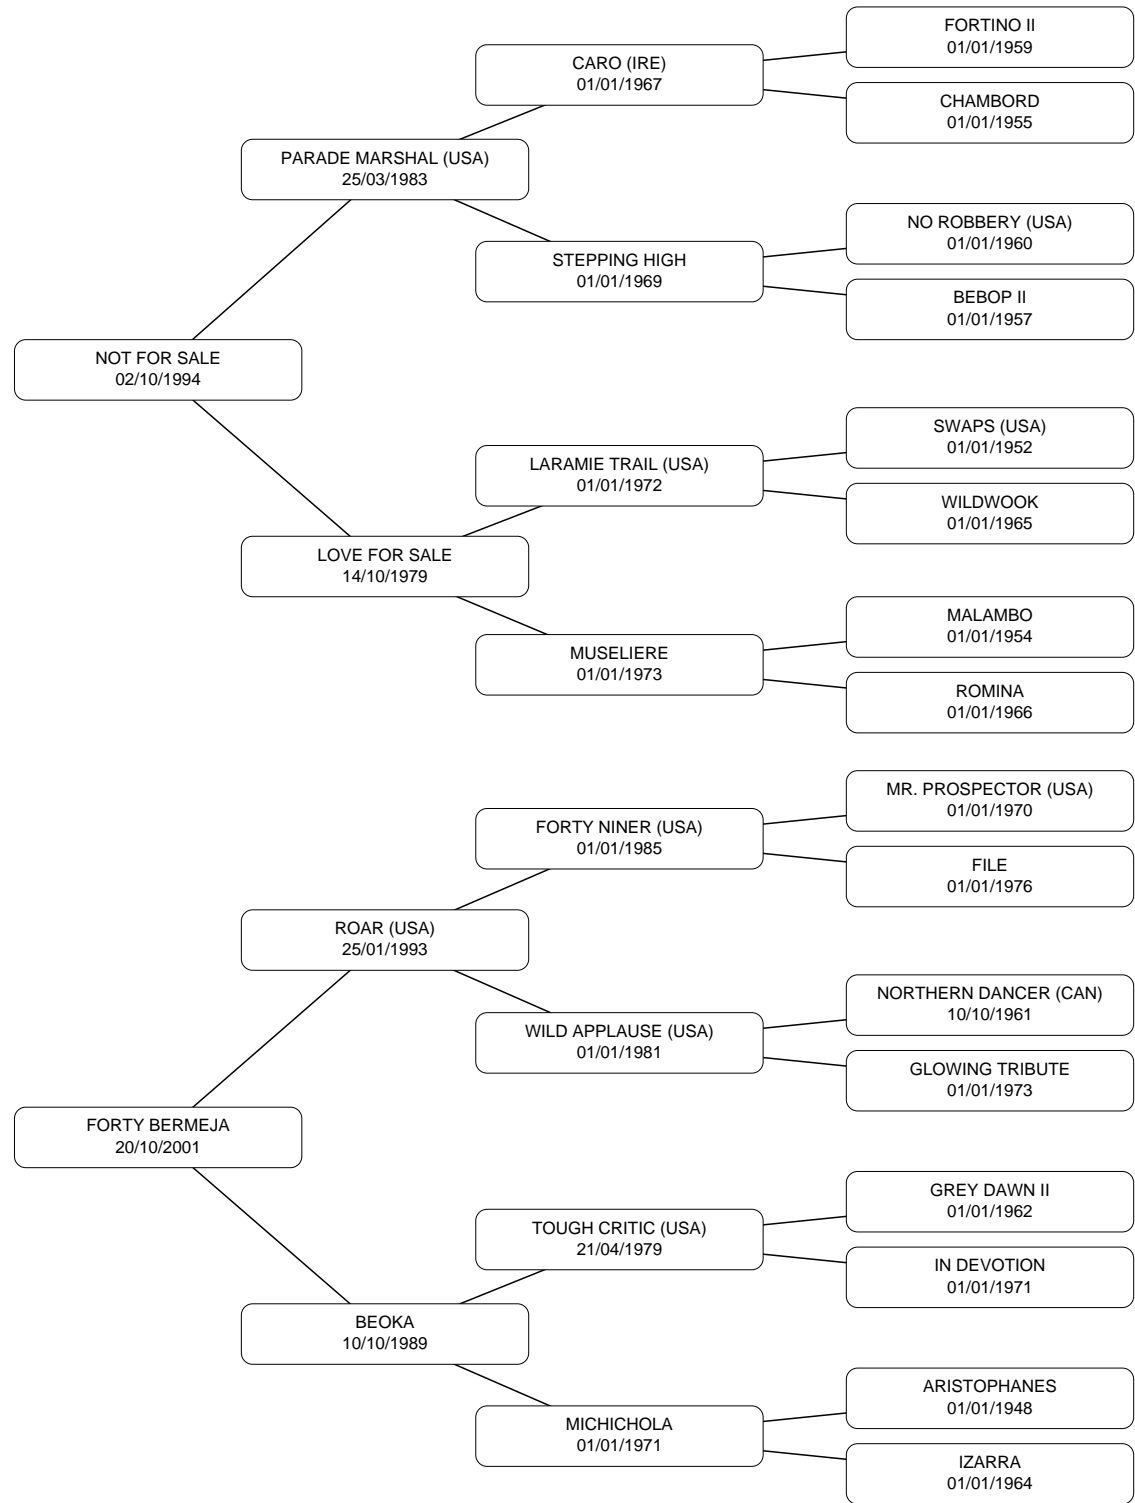 FORTINO II
01/01/1959
CARO (IRE)
01/01/1967
CHAMBORD
01/01/1955
PARADE MARSHAL (USA)
25/03/1983
NO ROBBERY (USA)
01/01/1960
STEPPING HIGH
01/01/1969
BEBOP II
01/01/1957
NOT FOR SALE
02/10/1994
SWAPS (USA)
01/01/1952
LARAMIE TRAIL (USA)
01/01/1972
WILDWOOK
01/01/1965
LOVE FOR SALE
14/10/1979
MALAMBO
01/01/1954
MUSELIERE
01/01/1973
ROMINA
01/01/1966
MR. PROSPECTOR (USA)
01/01/1970
FORTY NINER (USA)
01/01/1985
FILE
01/01/1976
ROAR (USA)
25/01/1993
NORTHERN DANCER (CAN)
10/10/1961
WILD APPLAUSE (USA)
01/01/1981
GLOWING TRIBUTE
01/01/1973
FORTY BERMEJA
20/10/2001
GREY DAWN II
01/01/1962
TOUGH CRITIC (USA)
21/04/1979
IN DEVOTION
01/01/1971
BEOKA
10/10/1989
ARISTOPHANES
01/01/1948
MICHICHOLA
01/01/1971
IZARRA
01/01/1964